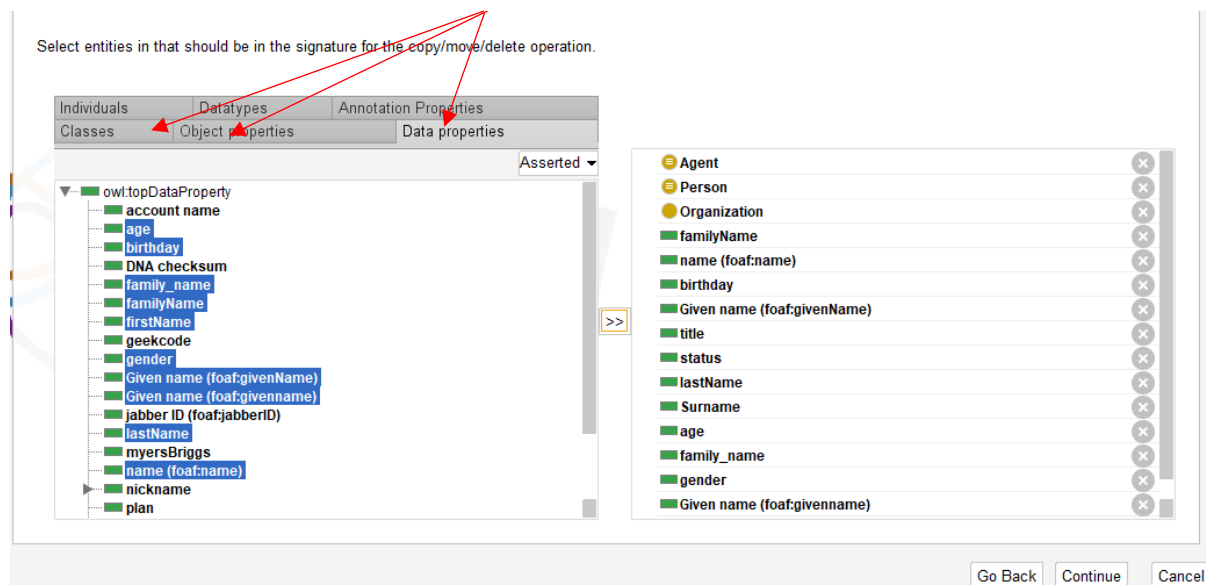 Select entities in that should be in the signature for the copy/move/delete operation.
Individuals Datatypes Annotation Properties
Classes Object properties Data properties
Asserted
owl:topDataProperty
account name
age
birthday
DNA checksum
family_name
familyName
firstName
geekcode
gender
Given name (foaf:givenName)
Given name (foaf:givenname)
jabber ID (foaf:jabberID)
lastName
myersBriggs
name (foaf:name)
nickname
plan
>>
Agent
Person
Organization
familyName
name (foaf:name)
birthday
Given name (foaf:givenName)
title
status
lastName
Surname
age
family_name
gender
Given name (foaf:givenname)
Go Back Continue Cancel